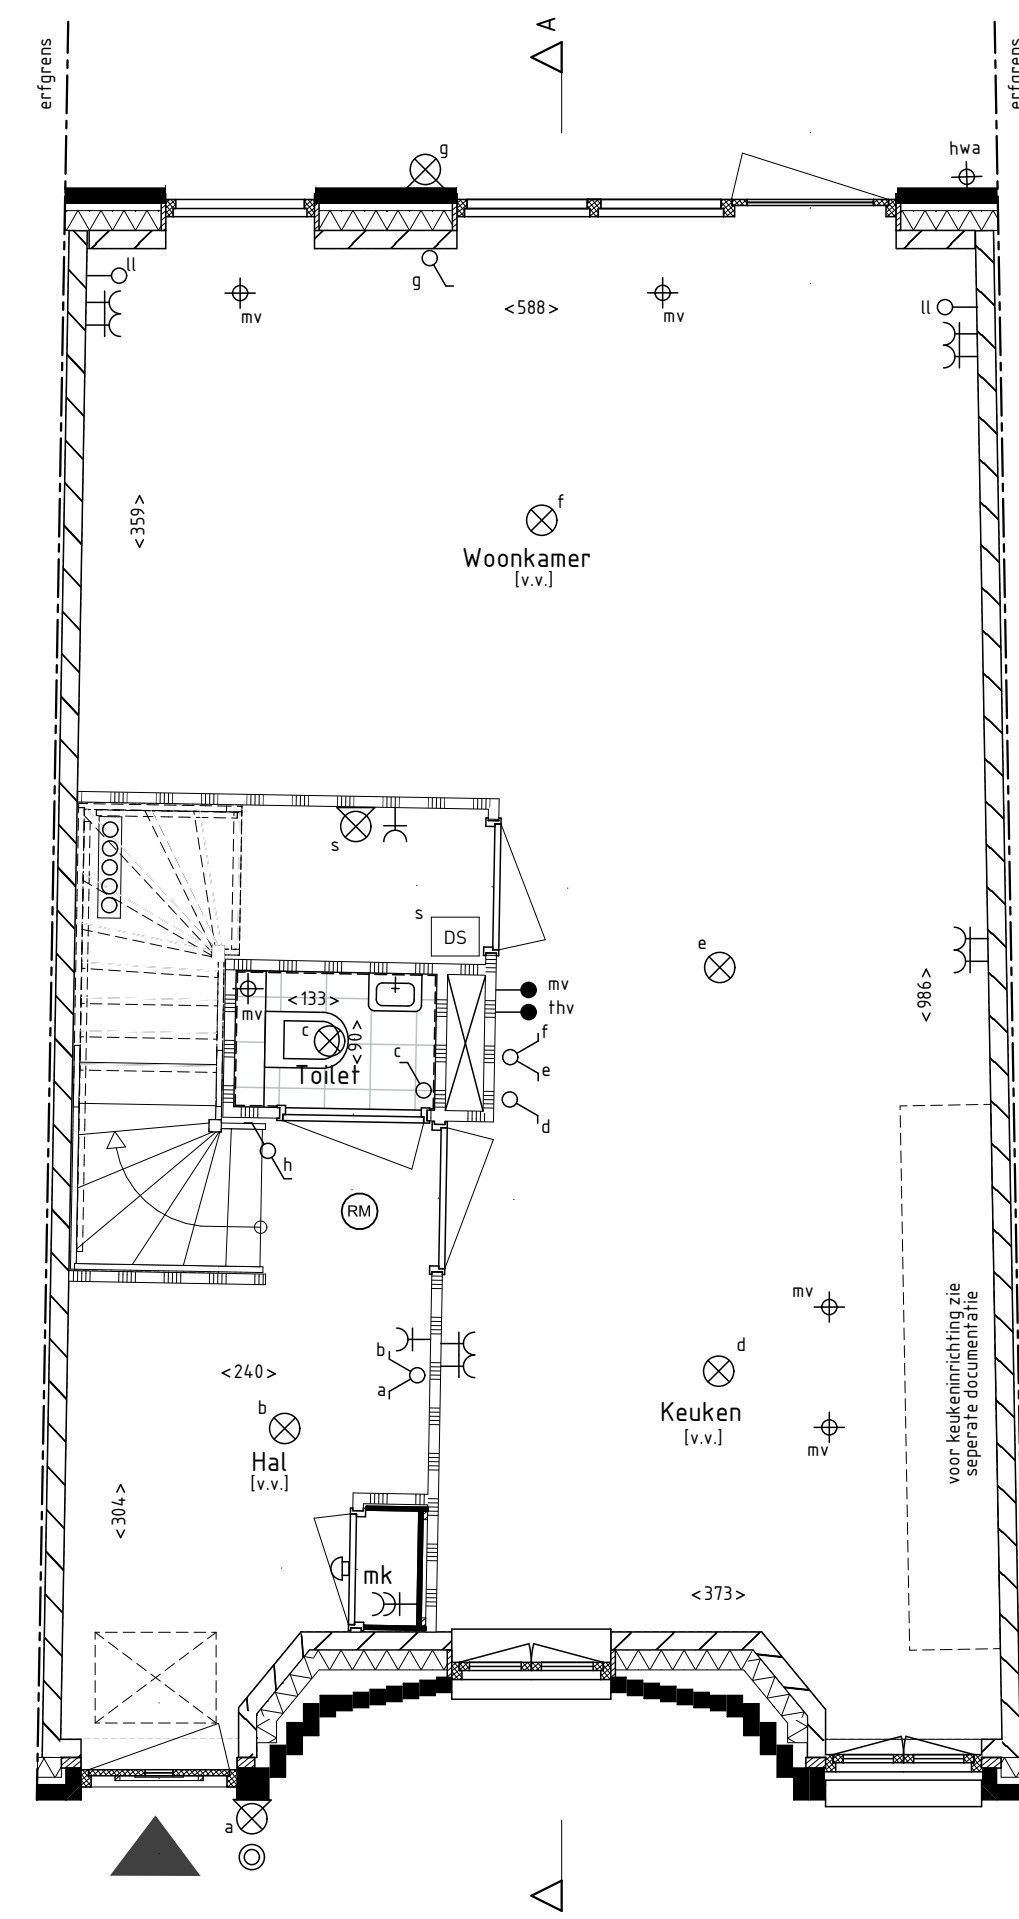 A
erfgrens
erfgrens
g
hwa
ll
g
mv
<588>
mv
ll
<359>
f
Woonkamer
[v.v.]
s
s
DS
e
<986>
mv
<133>
mv
thv
c
<90>
c
Toilet
f
e
d
h
RM
mv
voor keukeninrichting zie
seperate documentatie
b
a
<240>
d
b
Keuken
[v.v.]
mv
Hal
[v.v.]
<304>
mk
<373>
a